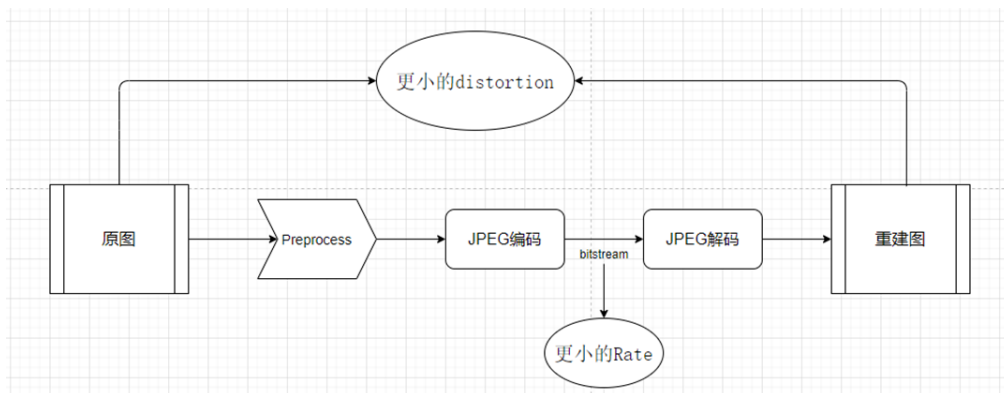 更小的distortion
原图
Preprocess
JPEG编码
bitstream
JPEG解码
重建图
更小的Rate